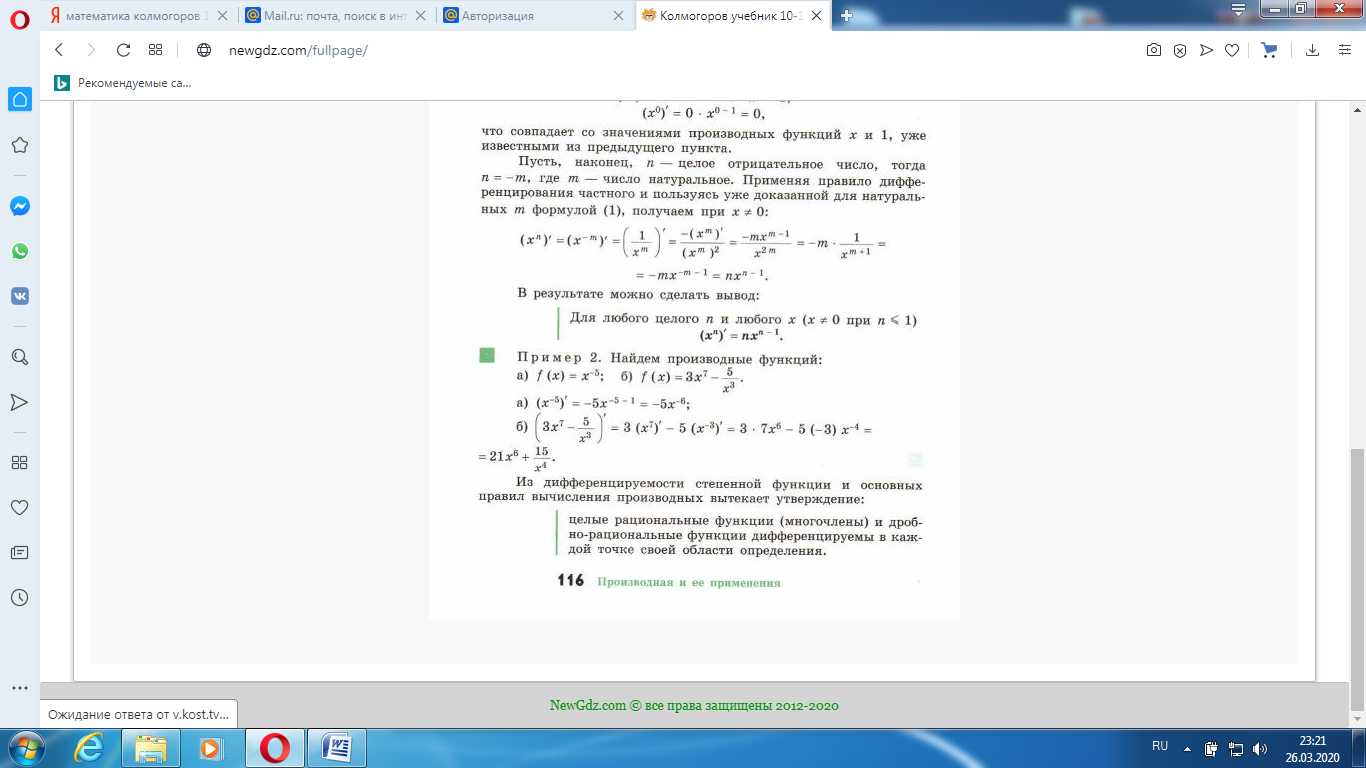 математика колмогоров 1
Mail.ru: почта, поиск в инт
Авторизация
Колмогоров учебник 10-1
newgdz.com/fullpage/
Рекомендуемые са...
(x⁰)′ = 0 · x⁰⁻¹ = 0,
что совпадает со значениями производных функций x и 1, уже
известными из предыдущего пункта.
Пусть, наконец, n — целое отрицательное число, тогда
n = −m, где m — число натуральное. Применяя правило диффе-
ренцирования частного и пользуясь уже доказанной для натураль-
ных m формулой (1), получаем при x ≠ 0:
(xⁿ)′ = (x⁻ᵐ)′ = (1/xᵐ)′ = −(xᵐ)′/(xᵐ)² = −mxᵐ⁻¹/x²ᵐ = −m · 1/xᵐ⁺¹ =
= −mx⁻ᵐ⁻¹ = nxⁿ⁻¹.
В результате можно сделать вывод:
Для любого целого n и любого x (x ≠ 0 при n ⩽ 1)
(xⁿ)′ = nxⁿ⁻¹.
Пример 2. Найдем производные функций:
а) f (x) = x⁻⁵; б) f (x) = 3x⁷ − 5/x³.
а) (x⁻⁵)′ = −5x⁻⁵⁻¹ = −5x⁻⁶;
б) (3x⁷ − 5/x³)′ = 3 (x⁷)′ − 5 (x⁻³)′ = 3 · 7x⁶ − 5 (−3) x⁻⁴ =
= 21x⁶ + 15/x⁴.
Из дифференцируемости степенной функции и основных
правил вычисления производных вытекает утверждение:
целые рациональные функции (многочлены) и дроб-
но-рациональные функции дифференцируемы в каж-
дой точке своей области определения.
116 Производная и ее применения
NewGdz.com © все права защищены 2012-2020
Ожидание ответа от v.kost.tv...
RU
23:21
26.03.2020